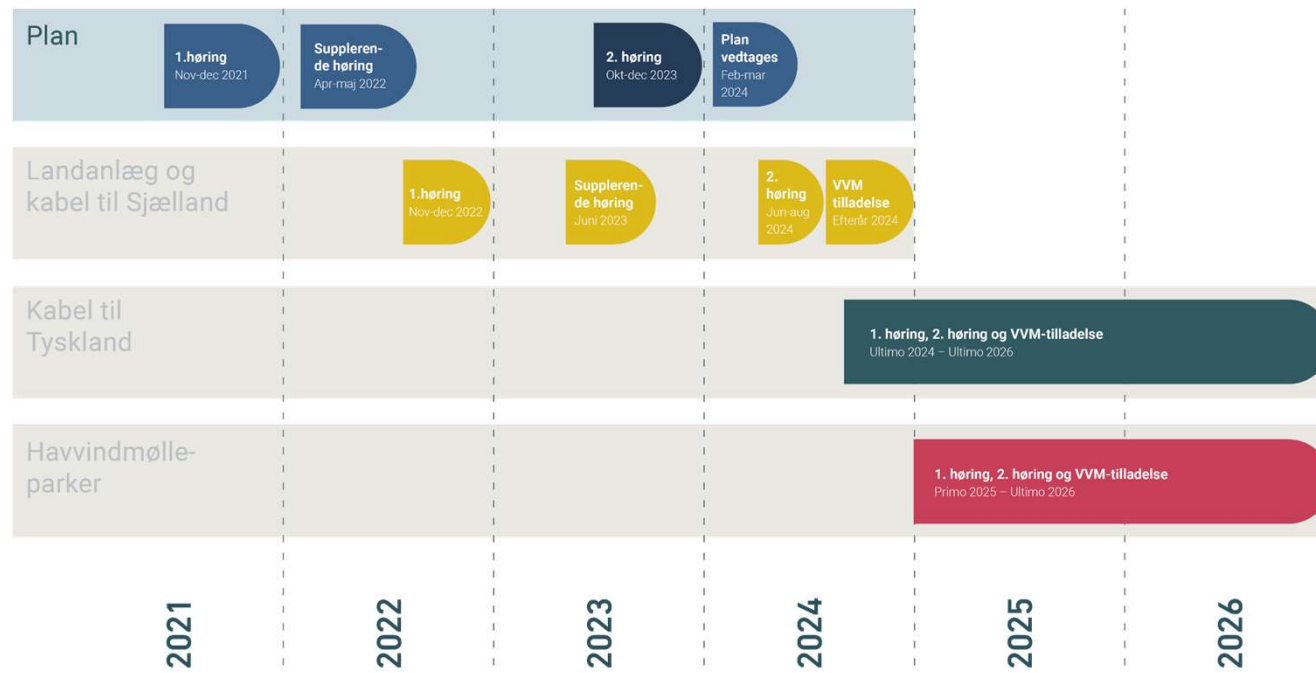 Plan
1.høring
Nov-dec 2021
Suppleren-
de høring
Apr-maj 2022
2. høring
Okt-dec 2023
Plan
vedtages
Feb-mar
2024
Landanlæg og
kabel til Sjælland
1.høring
Nov-dec 2022
Suppleren-
de høring
Juni 2023
2.
høring
Jun-aug
2024
VVM
tilladelse
Efterår 2024
Kabel til
Tyskland
1. høring, 2. høring og VVM-tilladelse
Ultimo 2024 – Ultimo 2026
Havvindmølle-
parker
1. høring, 2. høring og VVM-tilladelse
Primo 2025 – Ultimo 2026
2021
2022
2023
2024
2025
2026